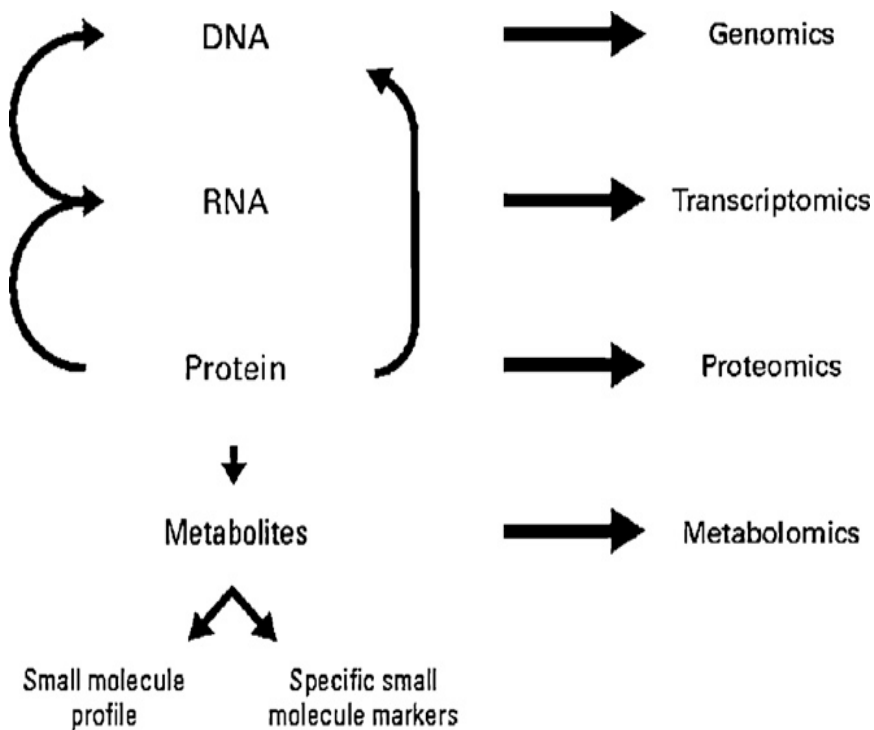 DNA
Genomics
RNA
Transcriptomics
Protein
Proteomics
Metabolites
Metabolomics
Small molecule
profile
Specific small
molecule markers